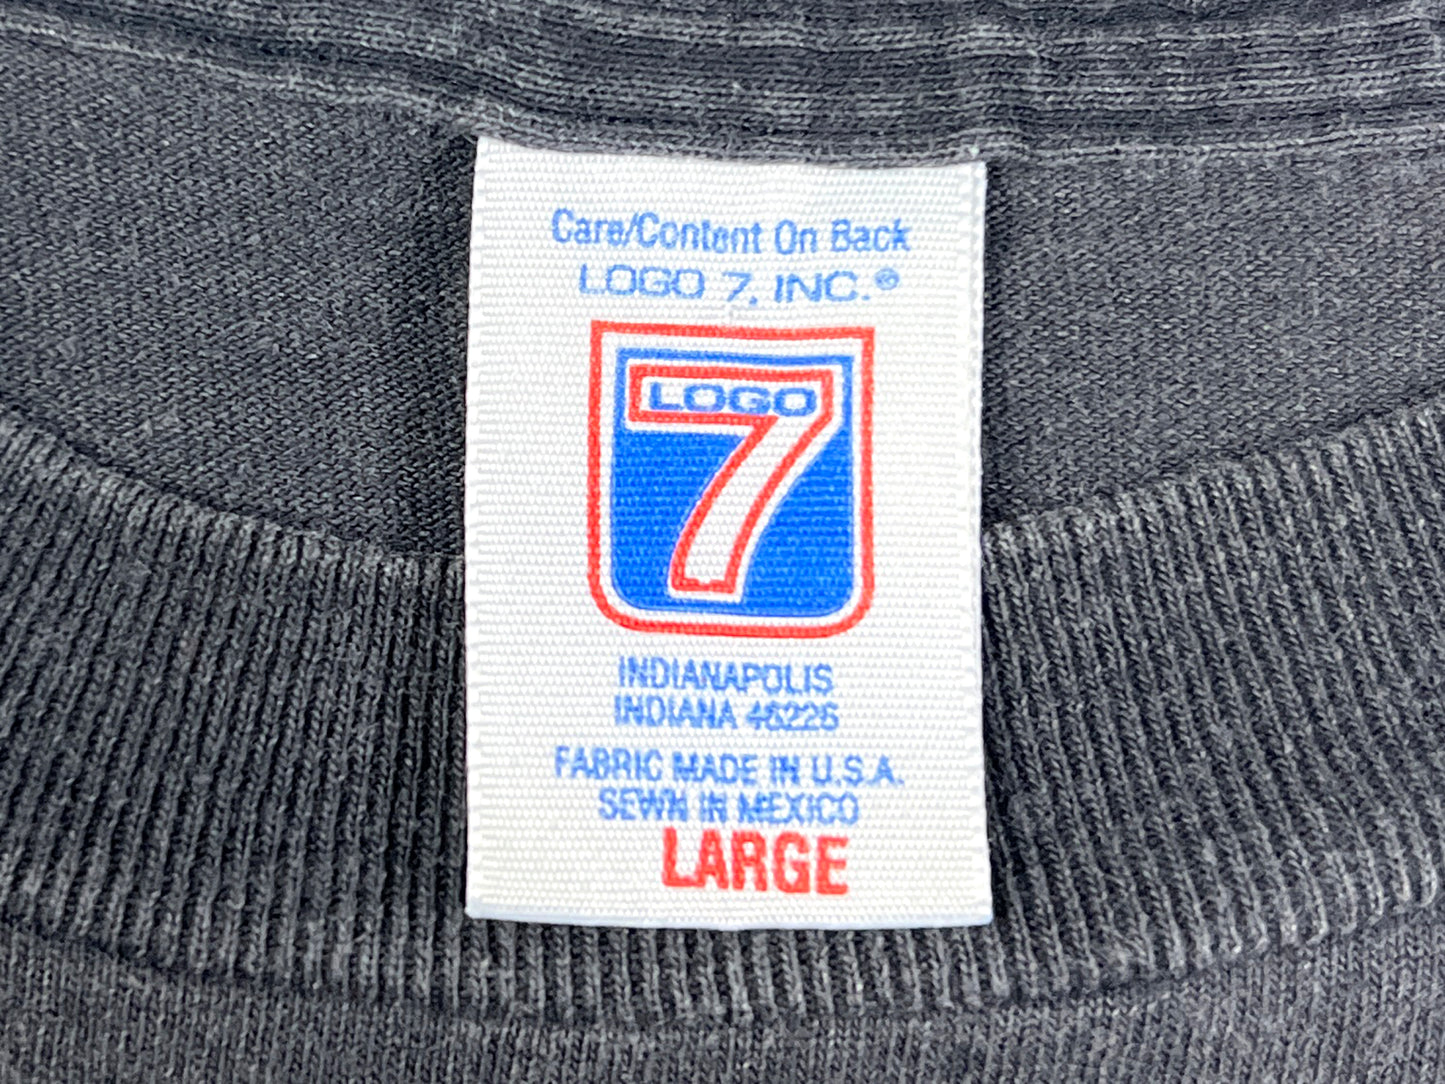 Care/Content On Back
LOGO 7, INC.®
LOGO
7
INDIANAPOLIS
INDIANA 46226
FABRIC MADE IN U.S.A.
SEWN IN MEXICO
LARGE